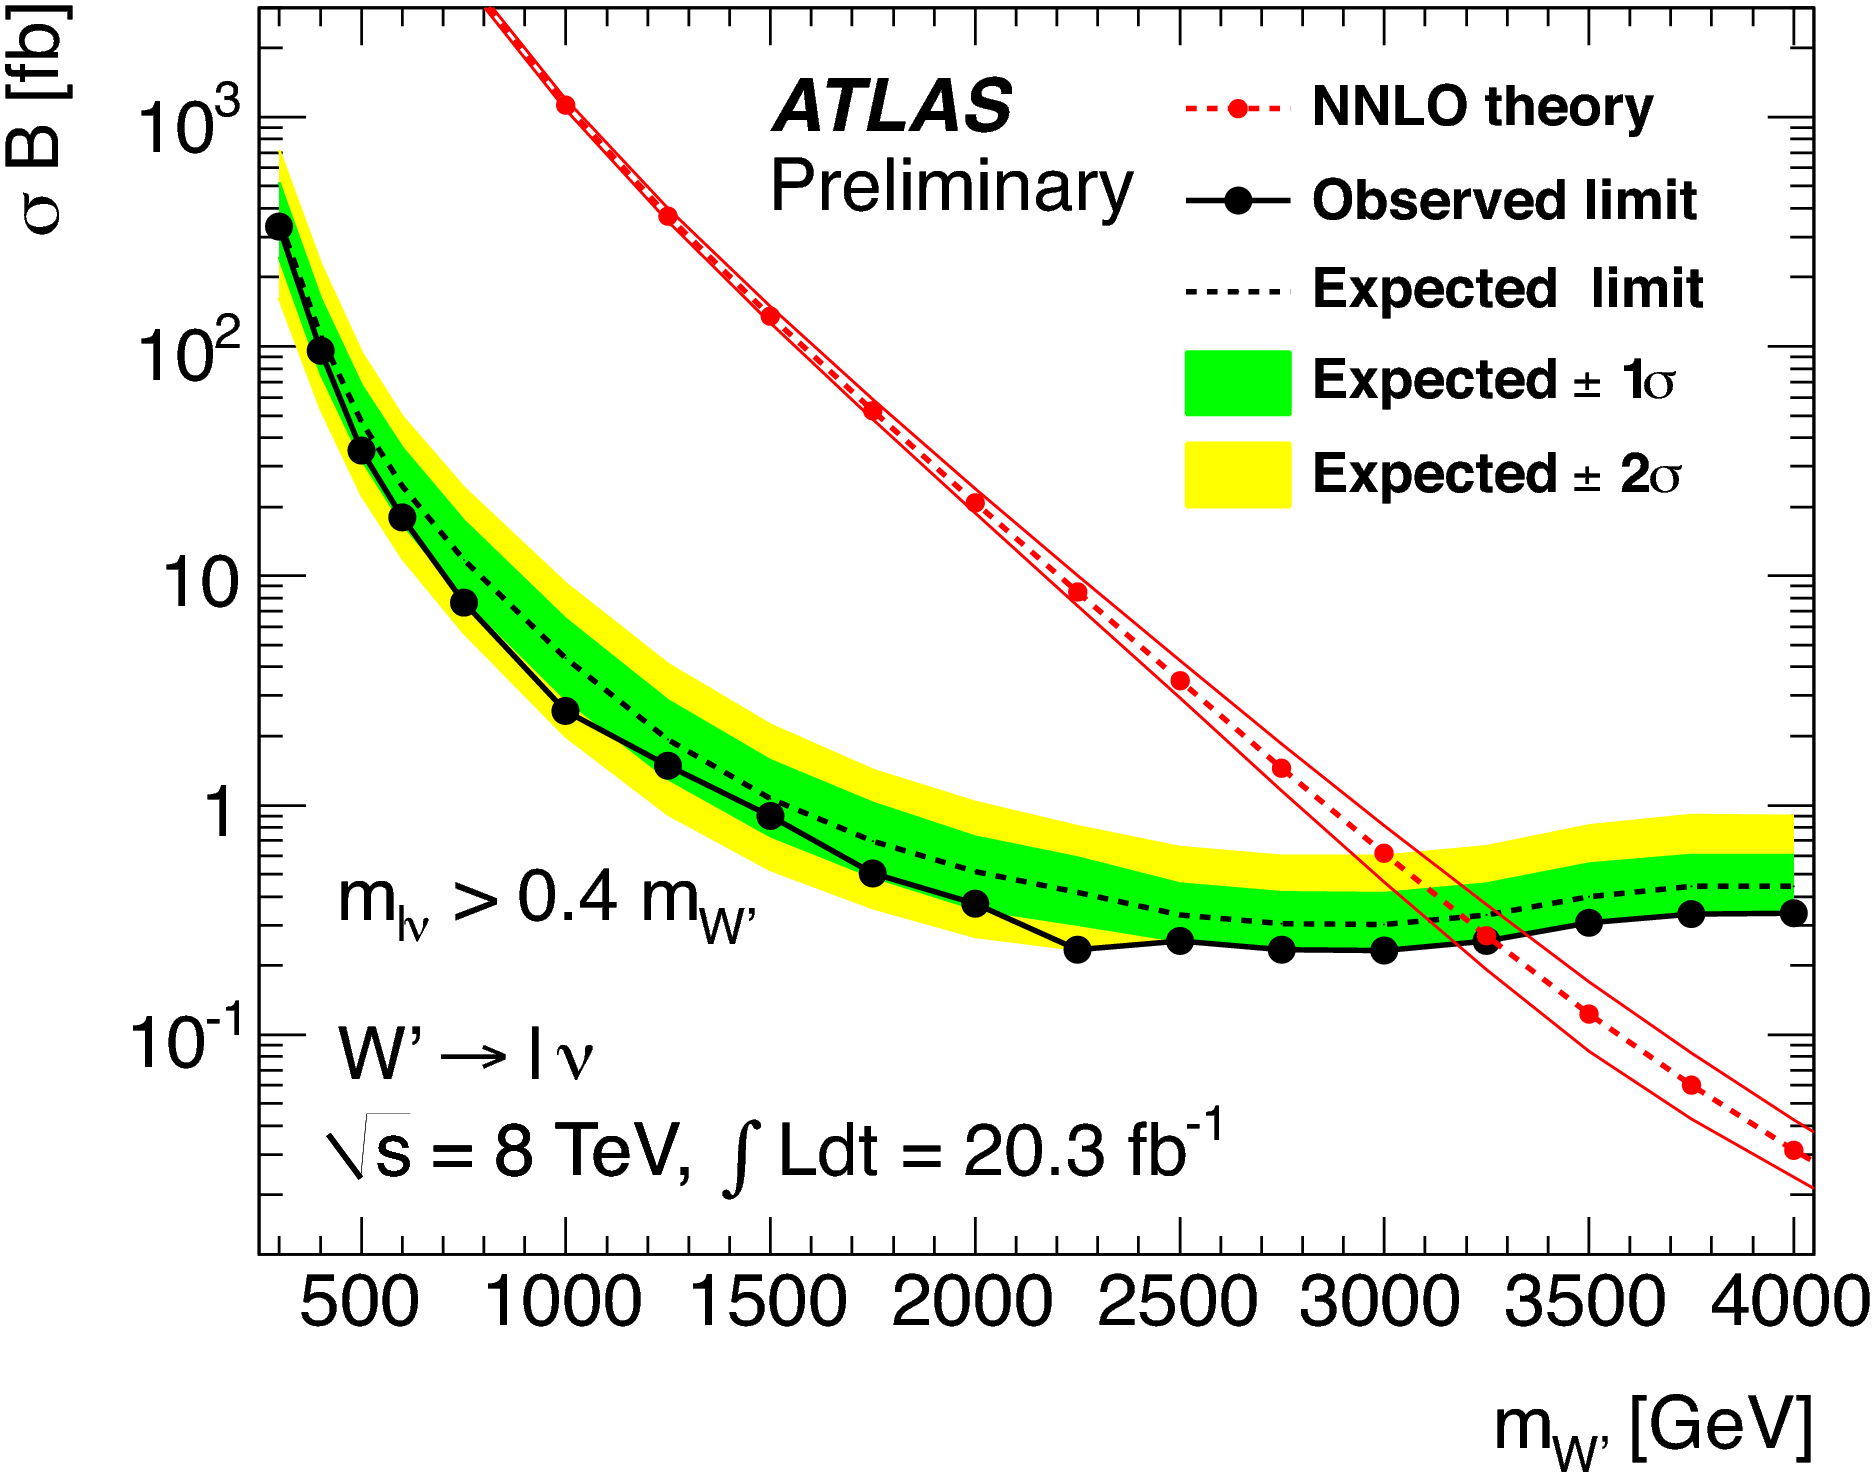 σ B [fb]
10³
10²
10
1
10⁻¹
ATLAS
Preliminary
NNLO theory
Observed limit
Expected limit
Expected ± 1σ
Expected ± 2σ
m_lν > 0.4 m_W’
W’ → l ν
√s = 8 TeV, ∫ Ldt = 20.3 fb⁻¹
500 1000 1500 2000 2500 3000 3500 4000
m_W’ [GeV]